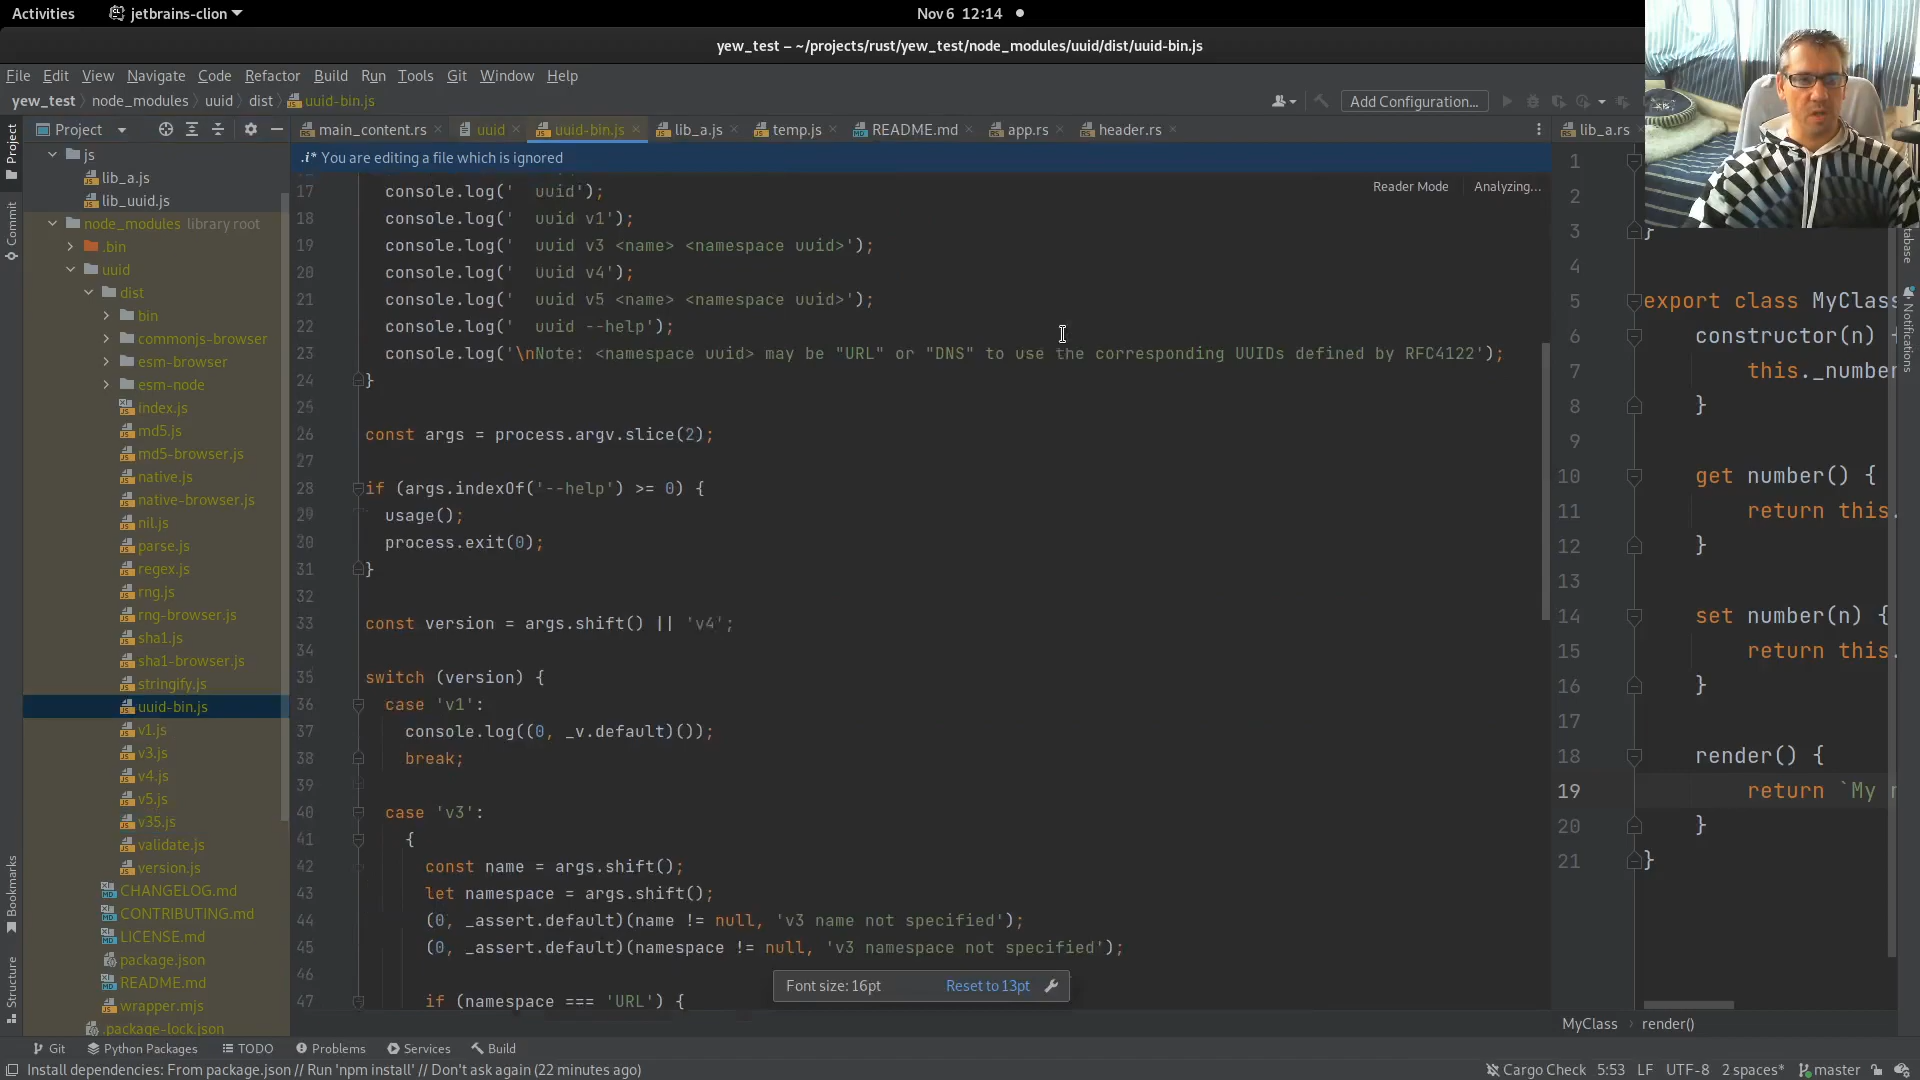 Activities
jetbrains-clion
Nov 6 12:14
yew_test – ~/projects/rust/yew_test/node_modules/uuid/dist/uuid-bin.js
File Edit View Navigate Code Refactor Build Run Tools Git Window Help
yew_test node_modules uuid dist uuid-bin.js
Add Configuration...
Project
main_content.rs uuid uuid-bin.js lib_a.js temp.js README.md app.rs header.rs
lib_a.rs
.i* You are editing a file which is ignored
Reader Mode Analyzing...
Project
Commit
Bookmarks
Structure
js
lib_a.js
lib_uuid.js
node_modules library root
.bin
uuid
dist
bin
commonjs-browser
esm-browser
esm-node
index.js
md5.js
md5-browser.js
native.js
native-browser.js
nil.js
parse.js
regex.js
rng.js
rng-browser.js
sha1.js
sha1-browser.js
stringify.js
uuid-bin.js
v1.js
v3.js
v4.js
v5.js
v35.js
validate.js
version.js
CHANGELOG.md
CONTRIBUTING.md
LICENSE.md
package.json
README.md
wrapper.mjs
.package-lock.json
17 console.log('  uuid');
18 console.log('  uuid v1');
19 console.log('  uuid v3 <name> <namespace uuid>');
20 console.log('  uuid v4');
21 console.log('  uuid v5 <name> <namespace uuid>');
22 console.log('  uuid --help');
23 console.log('\nNote: <namespace uuid> may be "URL" or "DNS" to use the corresponding UUIDs defined by RFC4122');
24 }
25
26 const args = process.argv.slice(2);
27
28 if (args.indexOf('--help') >= 0) {
29 usage();
30 process.exit(0);
31 }
32
33 const version = args.shift() || 'v4';
34
35 switch (version) {
36 case 'v1':
37 console.log((0, _v.default)());
38 break;
39
40 case 'v3':
41 {
42 const name = args.shift();
43 let namespace = args.shift();
44 (0, _assert.default)(name != null, 'v3 name not specified');
45 (0, _assert.default)(namespace != null, 'v3 namespace not specified');
46
47 if (namespace === 'URL') {
Font size: 16pt Reset to 13pt
1
2
3 }
4
5 export class MyClass
6 constructor(n) {
7 this._number
8 }
9
10 get number() {
11 return this.
12 }
13
14 set number(n) {
15 return this.
16 }
17
18 render() {
19 return `My
20 }
21 }
MyClass render()
Notifications
Git Python Packages TODO Problems Services Build
Install dependencies: From package.json // Run 'npm install' // Don't ask again (22 minutes ago)
Cargo Check 5:53 LF UTF-8 2 spaces* master